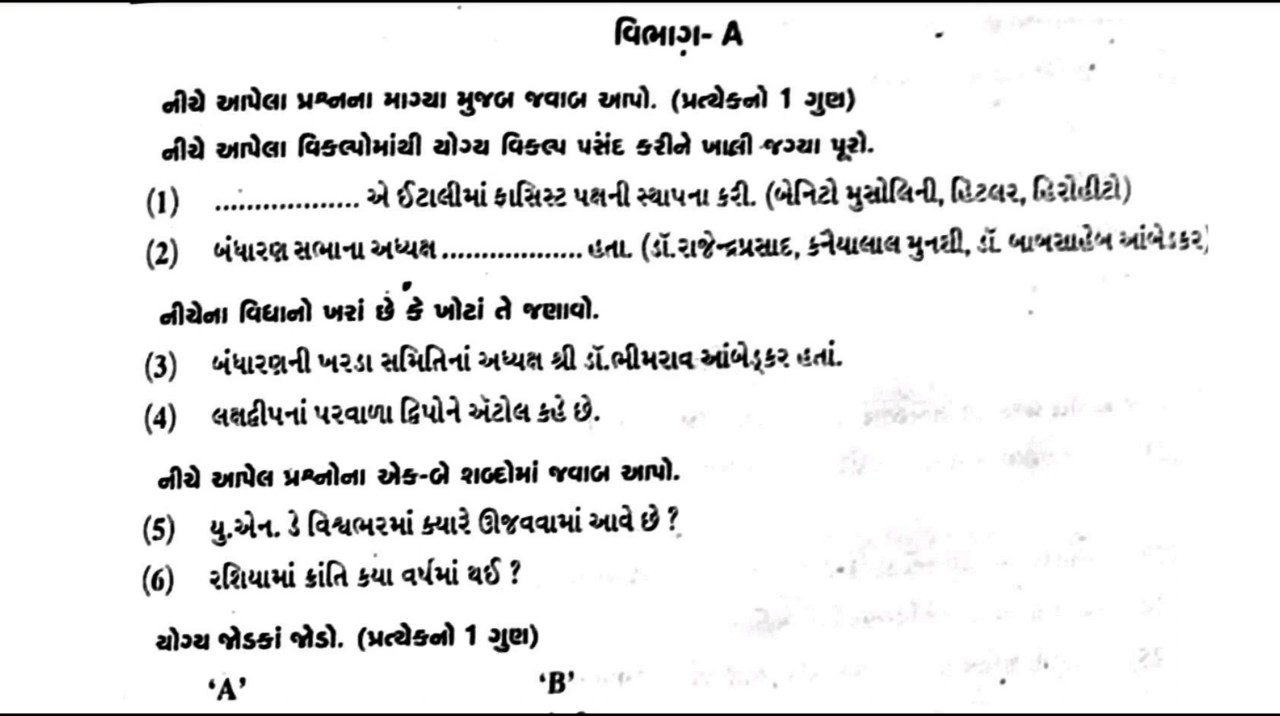 વિભાગ- A
નીચે આપેલા પ્રશ્નના માગ્યા મુજબ જવાબ આપો. (પ્રત્યેકનો 1 ગુણ)
નીચે આપેલા વિકલ્પોમાંથી યોગ્ય વિકલ્પ પસંદ કરીને ખાલી જગ્યા પૂરો.
(1) .................. એ ઈટાલીમાં ફાસિસ્ટ પક્ષની સ્થાપના કરી. (બેનિટો મુસોલિની, હિટલર, હિરોહીટો)
(2) બંધારણ સભાના અધ્યક્ષ .................. હતા. (ડૉ.રાજેન્દ્રપ્રસાદ, કનૈયાલાલ મુનશી, ડૉ. બાબસાહેબ આંબેડકર)
નીચેના વિધાનો ખરાં છે કે ખોટાં તે જણાવો.
(3) બંધારણની ખરડા સમિતિનાં અધ્યક્ષ શ્રી ડૉ.ભીમરાવ આંબેડ્કર હતાં.
(4) લક્ષદ્વીપનાં પરવાળા દ્વિપોને ઍટોલ કહે છે.
નીચે આપેલ પ્રશ્નોના એક-બે શબ્દોમાં જવાબ આપો.
(5) યુ.એન. ડે વિશ્વભરમાં ક્યારે ઊજવવામાં આવે છે ?
(6) રશિયામાં ક્રાંતિ કયા વર્ષમાં થઈ ?
યોગ્ય જોડકાં જોડો. (પ્રત્યેકનો 1 ગુણ)
‘A’ ‘B’